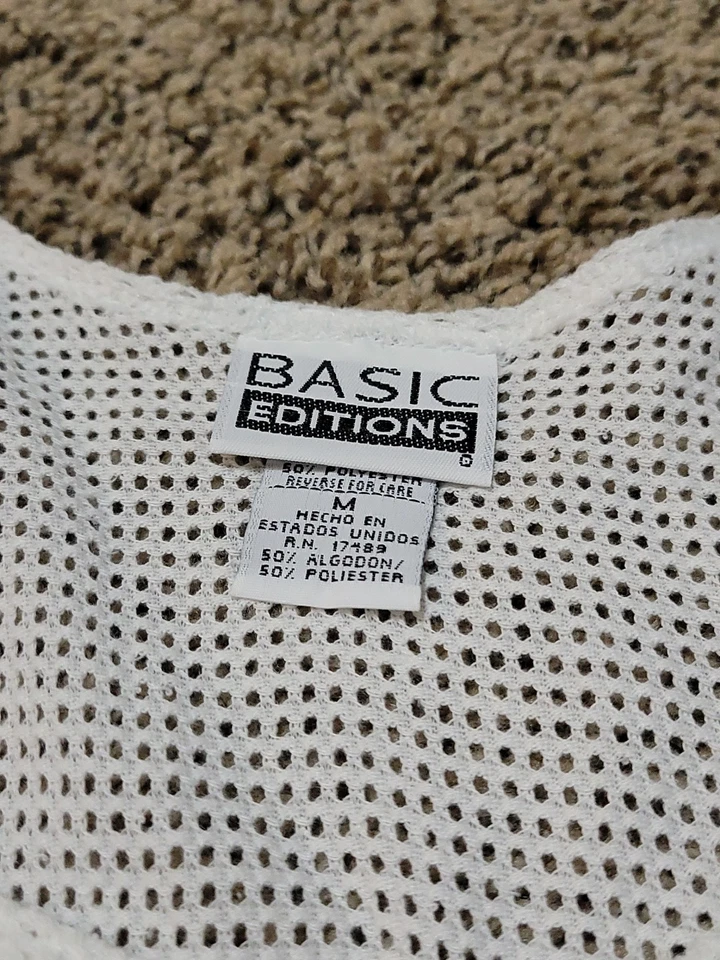 BASIC
EDITIONS
®
50% POLYESTER
REVERSE FOR CARE
M
HECHO EN
ESTADOS UNIDOS
R.N. 17489
50% ALGODON/
50% POLIESTER